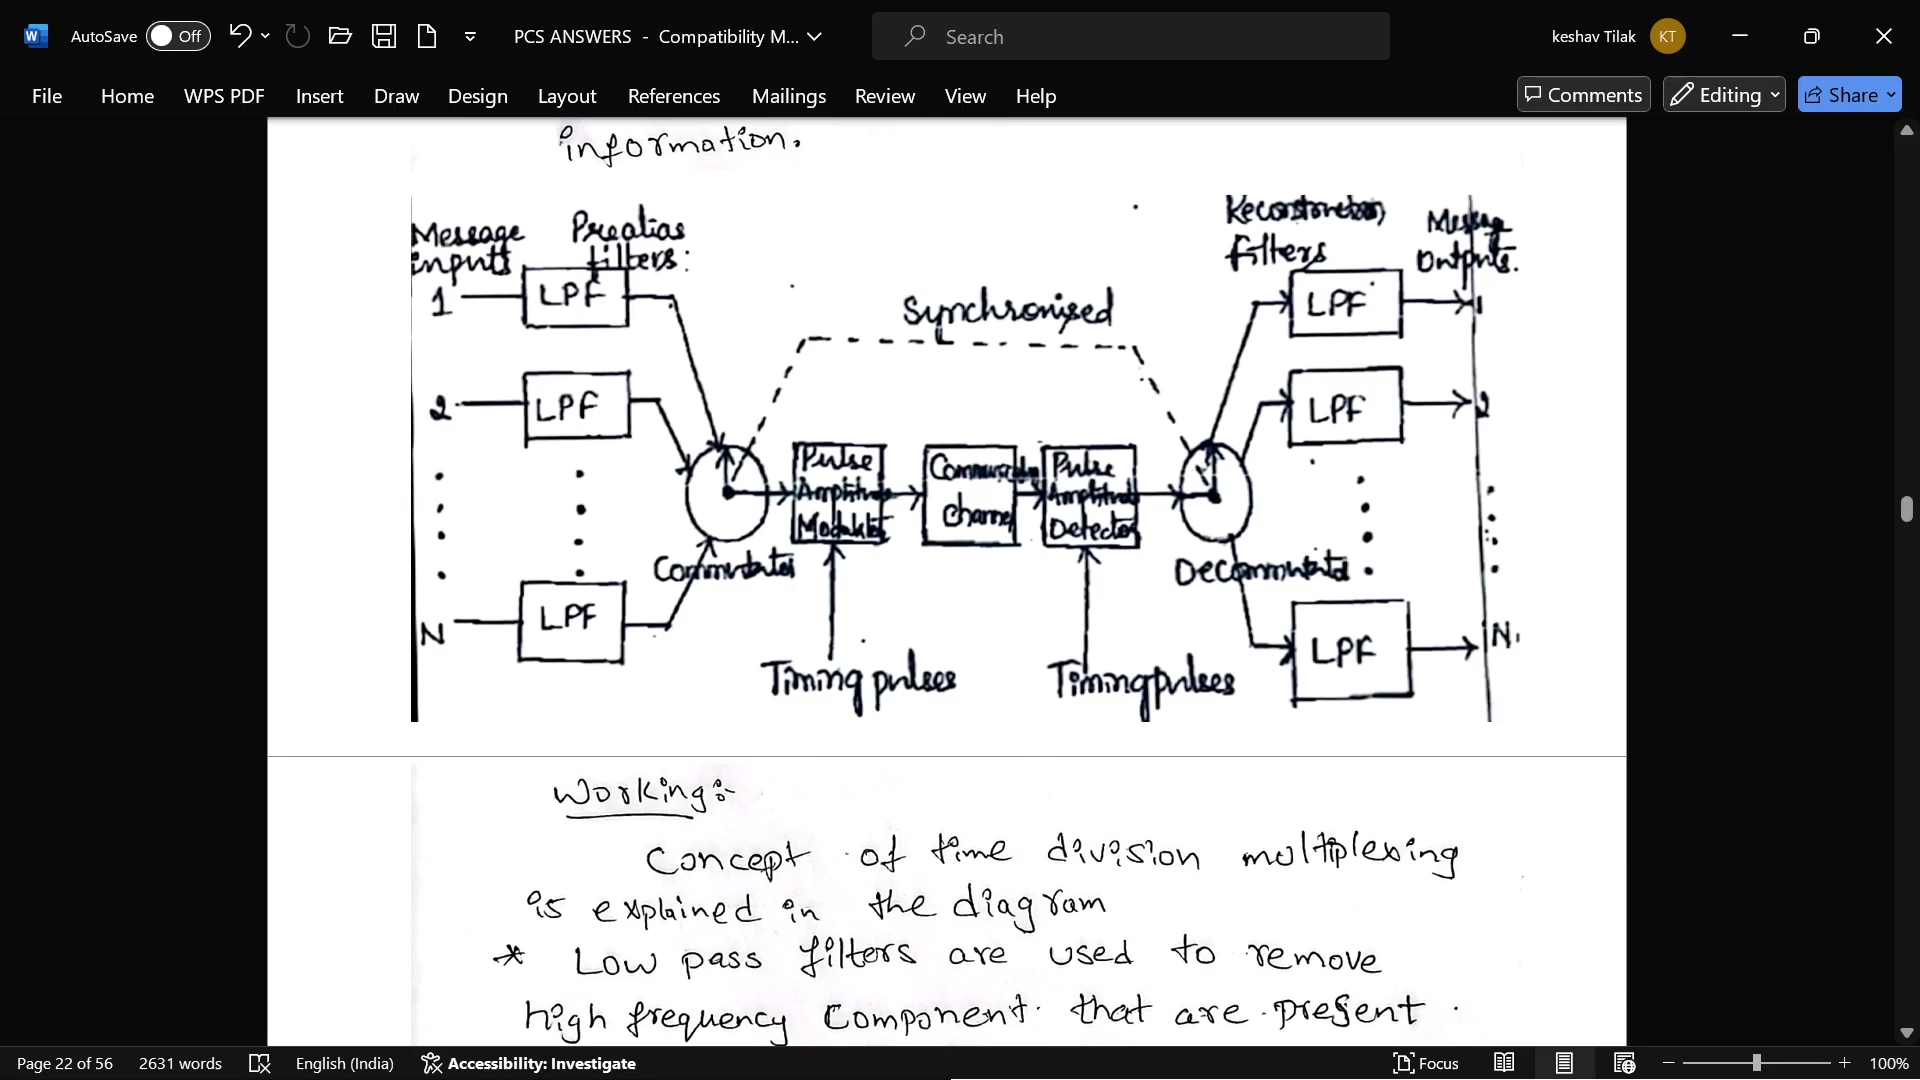 AutoSave Off PCS ANSWERS - Compatibility M... Search keshav Tilak KT
File Home WPS PDF Insert Draw Design Layout References Mailings Review View Help Comments Editing Share
information.
Message inputs
Prealias filters:
Reconstruction filters
Message Outputs.
1 LPF
LPF 1
Synchronised
2 LPF
LPF 2
Pulse Amplitude Modulator
Communication channel
Pulse Amplitude Detector
Commutator
Decommutator
N LPF
LPF N.
Timing pulses
Timing pulses
Working:-
Concept of time division multiplexing
is explained in the diagram
* Low pass filters are used to remove
high frequency component that are present
Page 22 of 56 2631 words English (India) Accessibility: Investigate Focus 100%